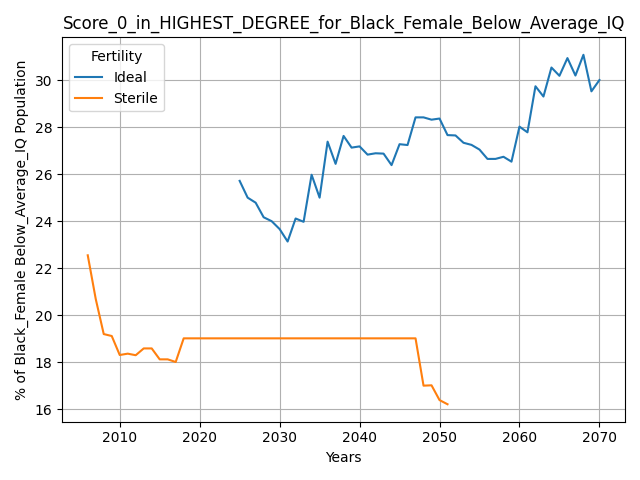 Score_0_in_HIGHEST_DEGREE_for_Black_Female_Below_Average_IQ
Fertility
Ideal
Sterile
% of Black_Female Below_Average_IQ Population
30
28
26
24
22
20
18
16
2010 2020 2030 2040 2050 2060 2070
Years